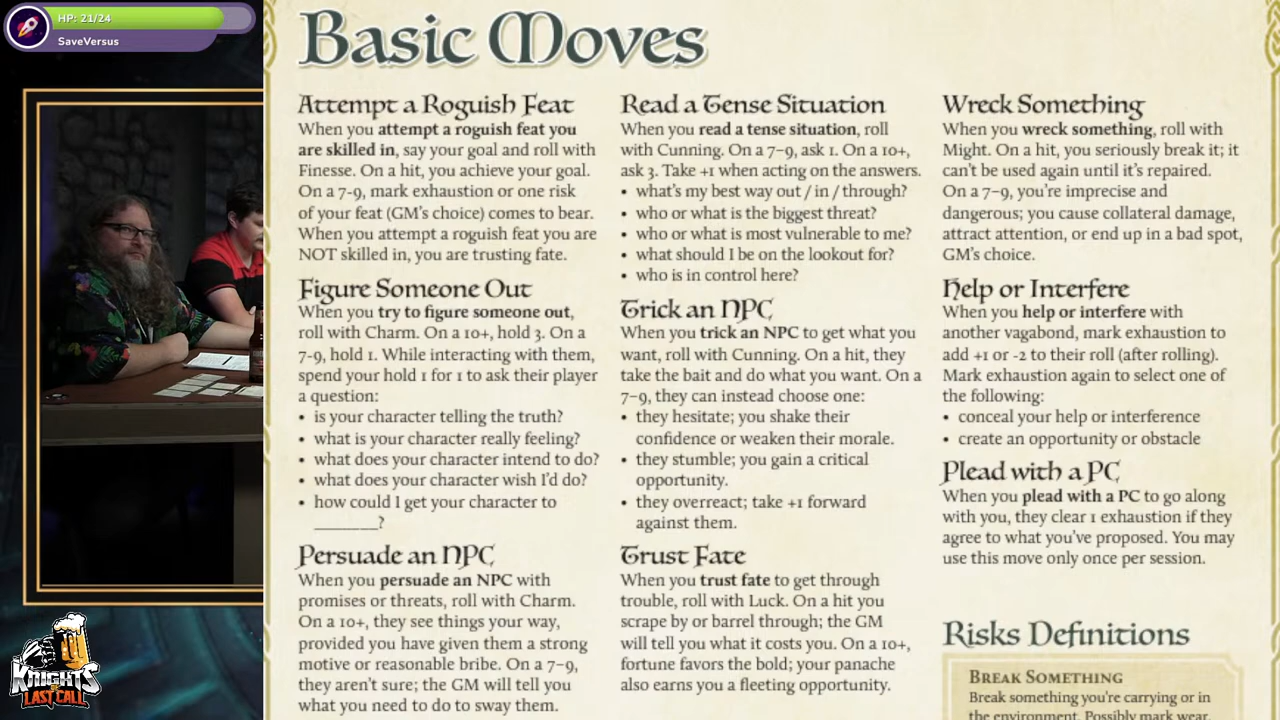 HP: 21/24
SaveVersus
Basic Moves
Attempt a Roguish Feat
When you attempt a roguish feat you
are skilled in, say your goal and roll with
Finesse. On a hit, you achieve your goal.
On a 7-9, mark exhaustion or one risk
of your feat (GM's choice) comes to bear.
When you attempt a roguish feat you are
NOT skilled in, you are trusting fate.
Figure Someone Out
When you try to figure someone out,
roll with Charm. On a 10+, hold 3. On a
7-9, hold 1. While interacting with them,
spend your hold 1 for 1 to ask their player
a question:
• is your character telling the truth?
• what is your character really feeling?
• what does your character intend to do?
• what does your character wish I'd do?
• how could I get your character to
_______?
Persuade an NPC
When you persuade an NPC with
promises or threats, roll with Charm.
On a 10+, they see things your way,
provided you have given them a strong
motive or reasonable bribe. On a 7–9,
they aren't sure; the GM will tell you
what you need to do to sway them.
Read a Tense Situation
When you read a tense situation, roll
with Cunning. On a 7–9, ask 1. On a 10+,
ask 3. Take +1 when acting on the answers.
• what's my best way out / in / through?
• who or what is the biggest threat?
• who or what is most vulnerable to me?
• what should I be on the lookout for?
• who is in control here?
Trick an NPC
When you trick an NPC to get what you
want, roll with Cunning. On a hit, they
take the bait and do what you want. On a
7–9, they can instead choose one:
• they hesitate; you shake their
confidence or weaken their morale.
• they stumble; you gain a critical
opportunity.
• they overreact; take +1 forward
against them.
Trust Fate
When you trust fate to get through
trouble, roll with Luck. On a hit you
scrape by or barrel through; the GM
will tell you what it costs you. On a 10+,
fortune favors the bold; your panache
also earns you a fleeting opportunity.
Wreck Something
When you wreck something, roll with
Might. On a hit, you seriously break it; it
can't be used again until it's repaired.
On a 7–9, you're imprecise and
dangerous; you cause collateral damage,
attract attention, or end up in a bad spot,
GM's choice.
Help or Interfere
When you help or interfere with
another vagabond, mark exhaustion to
add +1 or -2 to their roll (after rolling).
Mark exhaustion again to select one of
the following:
• conceal your help or interference
• create an opportunity or obstacle
Plead with a PC
When you plead with a PC to go along
with you, they clear 1 exhaustion if they
agree to what you've proposed. You may
use this move only once per session.
Risks Definitions
Break Something
Break something you're carrying or in
the environment. Possibly mark wear,
KNIGHTS
LAST CALL